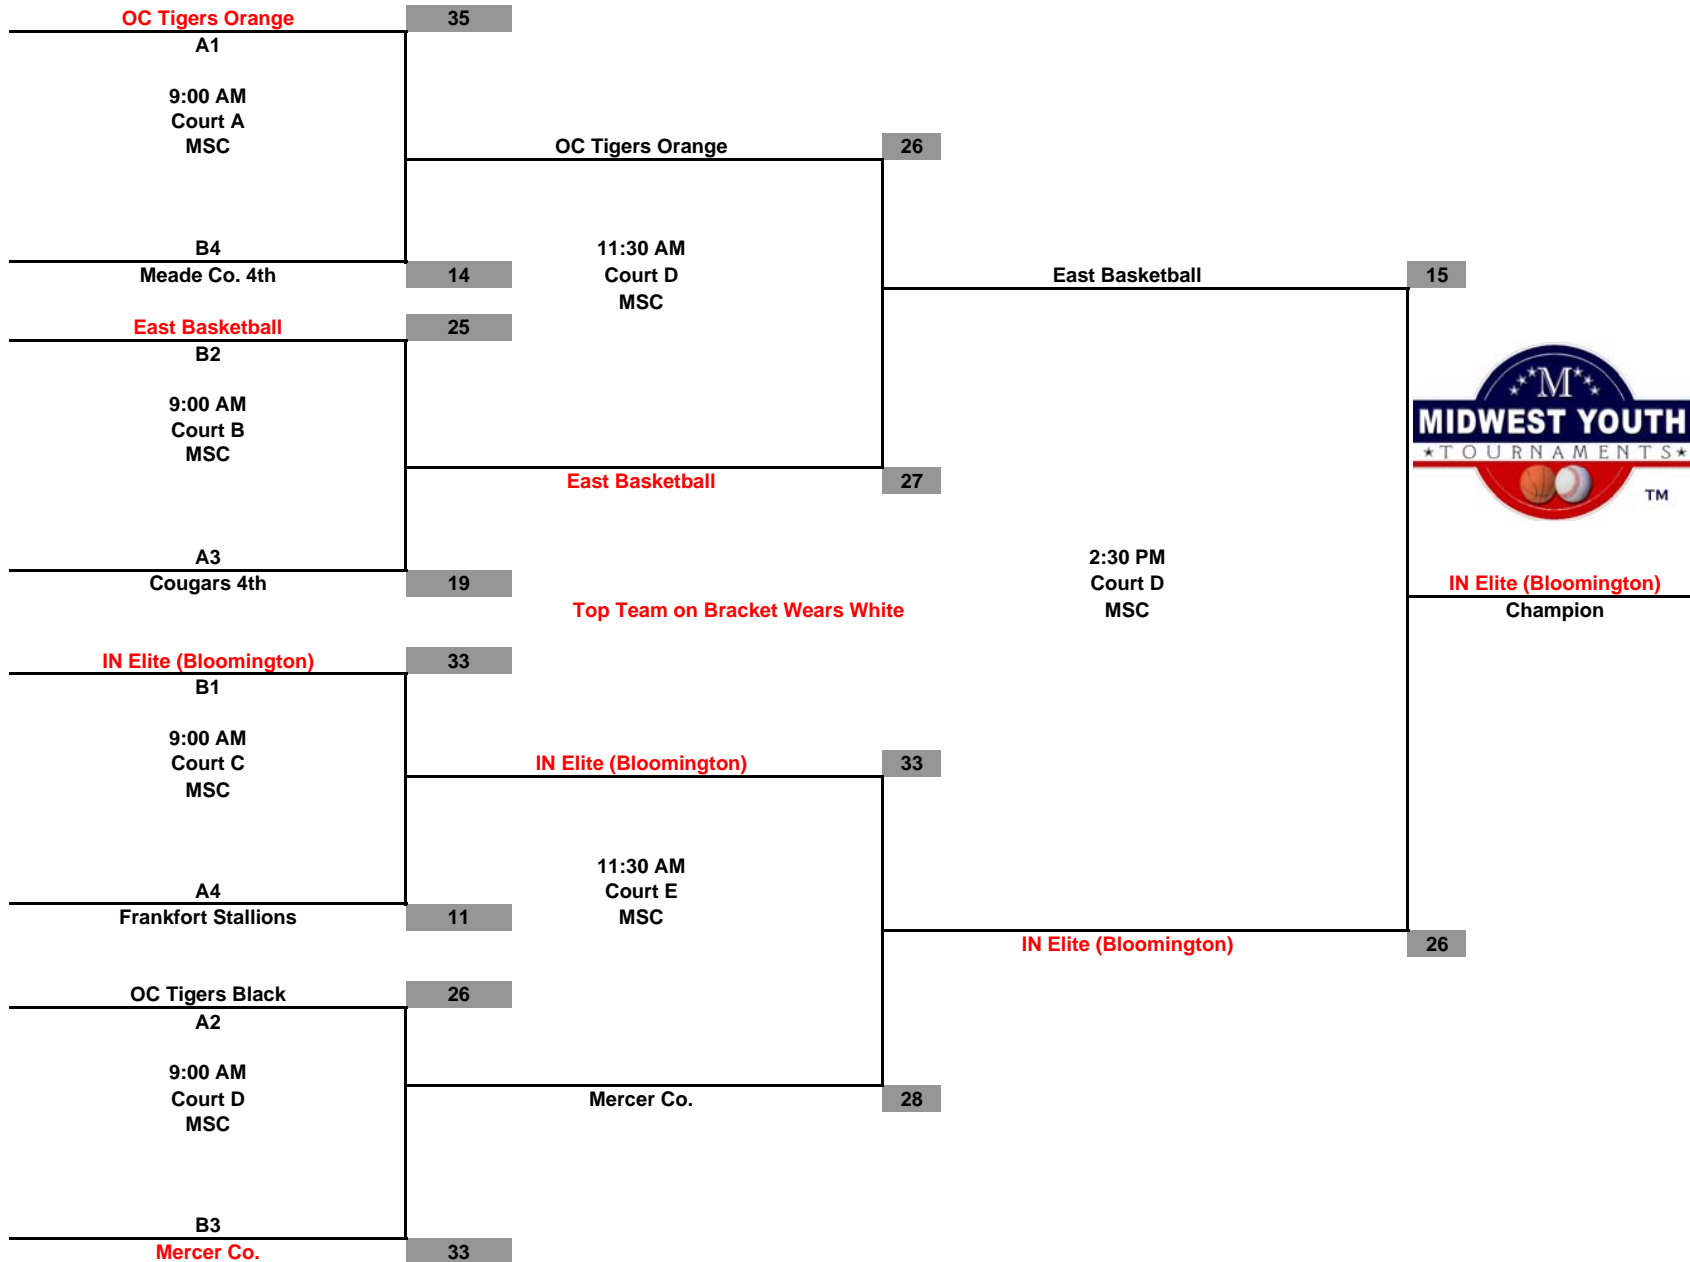 OC Tigers Orange 35
A1
9:00 AM
Court A
MSC
B4
Meade Co. 4th 14
East Basketball 25
B2
9:00 AM
Court B
MSC
A3
Cougars 4th 19
IN Elite (Bloomington) 33
B1
9:00 AM
Court C
MSC
A4
Frankfort Stallions 11
OC Tigers Black 26
A2
9:00 AM
Court D
MSC
B3
Mercer Co. 33
OC Tigers Orange 26
11:30 AM
Court D
MSC
East Basketball 27
Top Team on Bracket Wears White
IN Elite (Bloomington) 33
11:30 AM
Court E
MSC
Mercer Co. 28
East Basketball 15
2:30 PM
Court D
MSC
IN Elite (Bloomington) 26
M
MIDWEST YOUTH
TOURNAMENTS
TM
IN Elite (Bloomington)
Champion